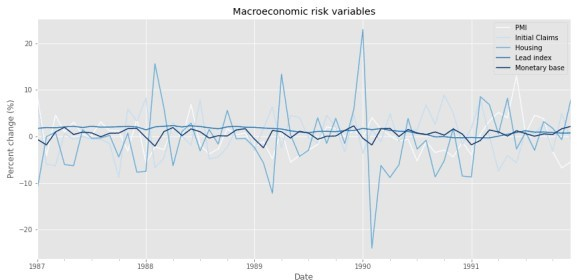 Macroeconomic risk variables
PMI
Initial Claims
Housing
Lead index
Monetary base
20
10
0
−10
−20
Percent change (%)
1987
1988
1989
1990
1991
Date